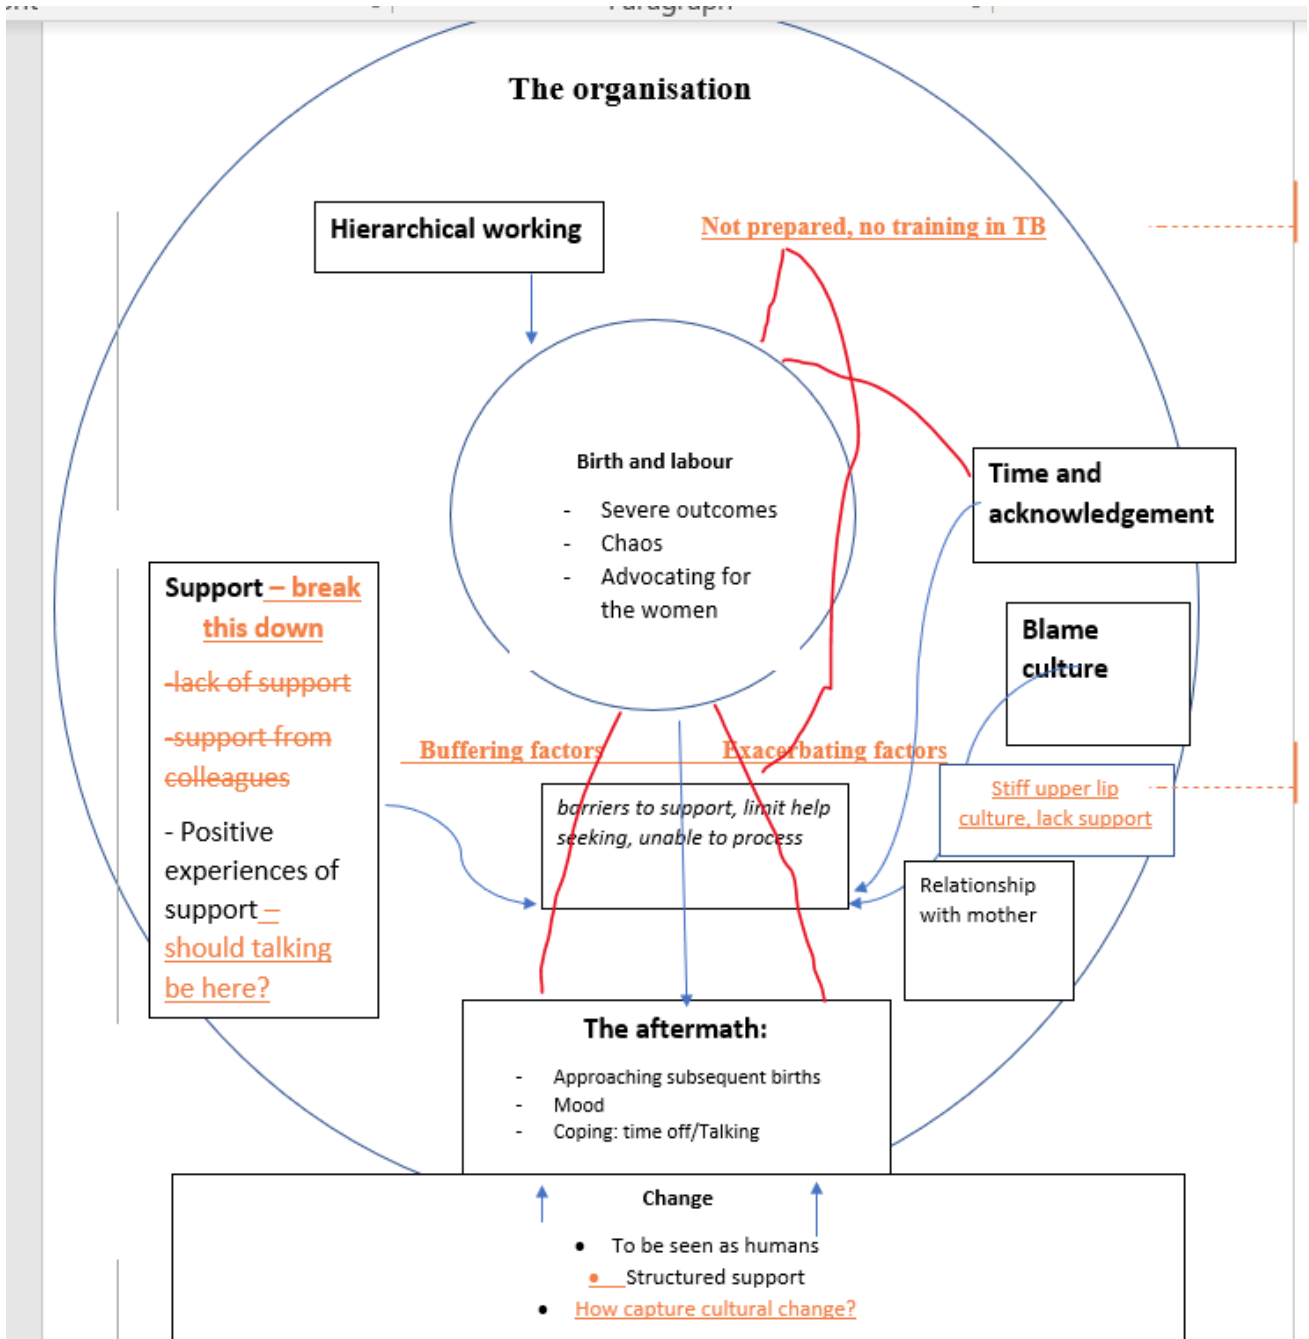 Paragraph
The organisation
Hierarchical working
Not prepared, no training in TB
Birth and labour
- Severe outcomes
- Chaos
- Advocating for
the women
Time and
acknowledgement
Support – break
this down
-lack of support
-support from
colleagues
- Positive
experiences of
support –
should talking
be here?
Blame
culture
Buffering factors Exacerbating factors
barriers to support, limit help
seeking, unable to process
Stiff upper lip
culture, lack support
Relationship
with mother
The aftermath:
- Approaching subsequent births
- Mood
- Coping: time off/Talking
Change
• To be seen as humans
• Structured support
• How capture cultural change?